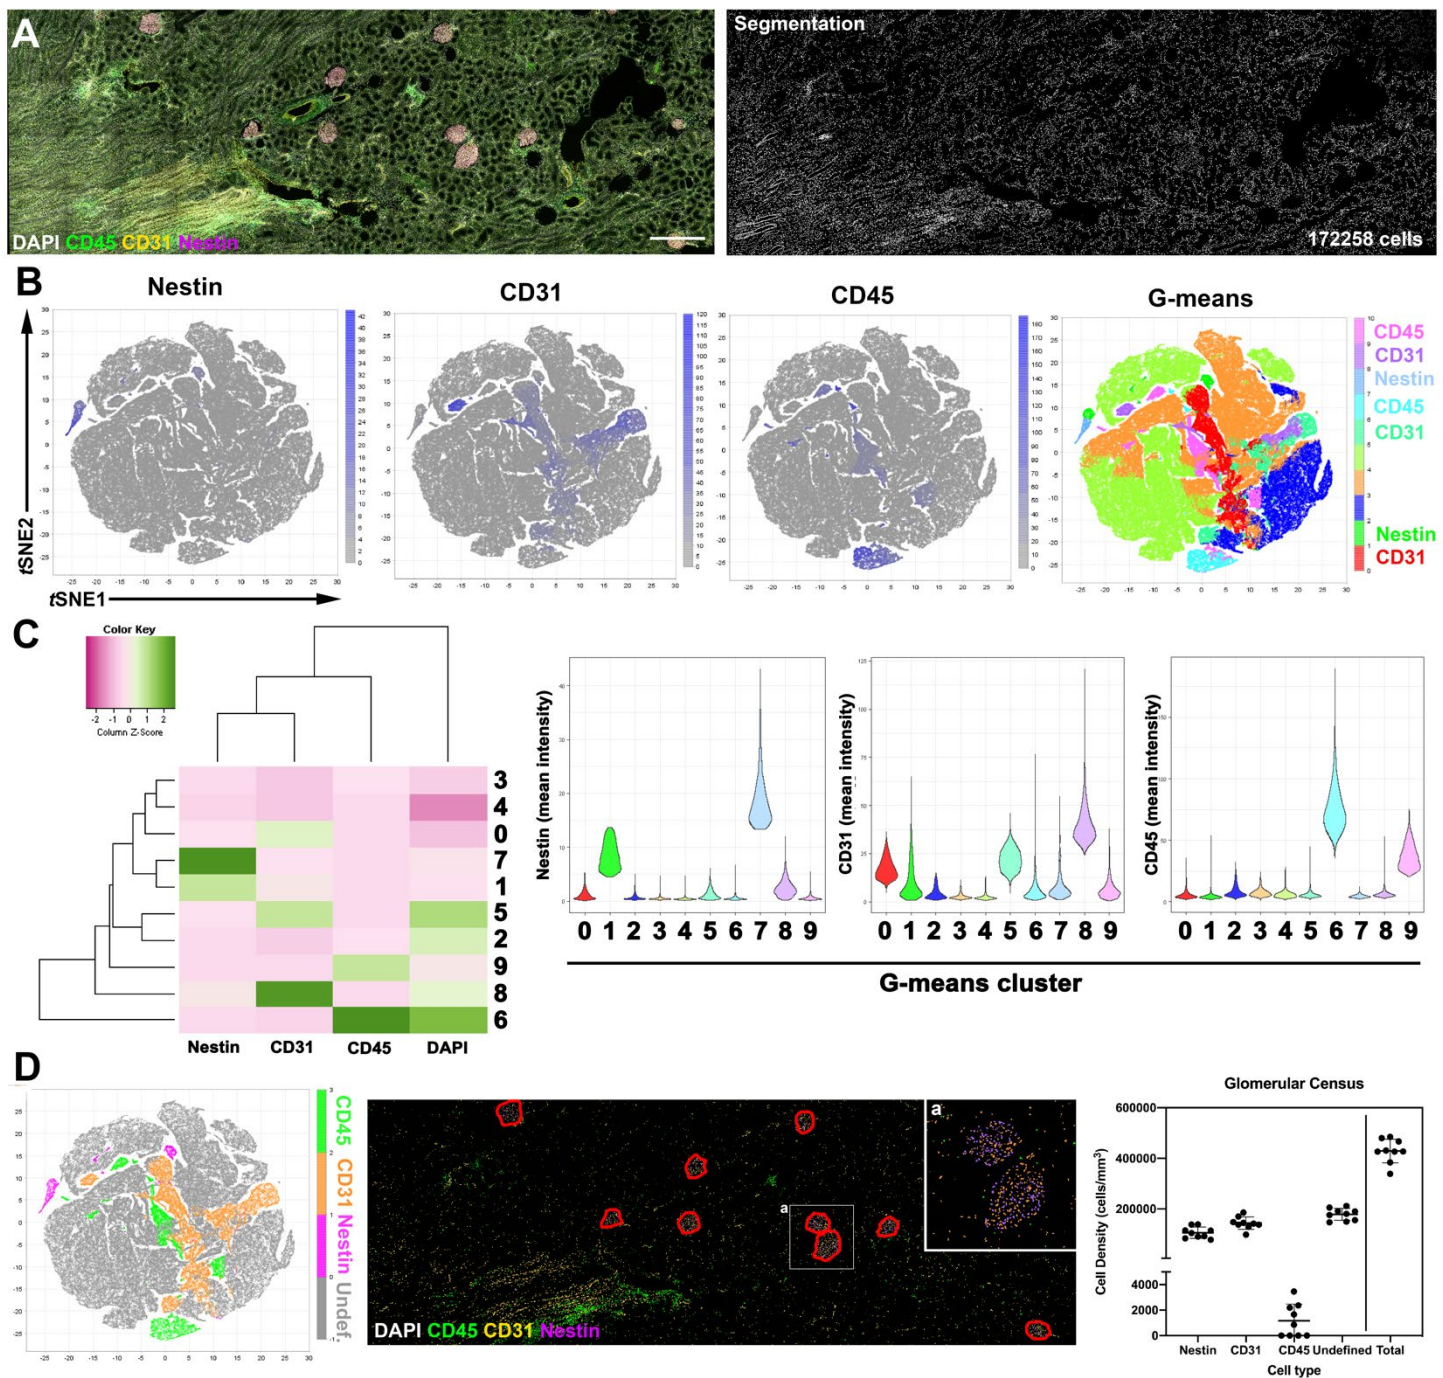 A
DAPI CD45 CD31 Nestin
Segmentation
172258 cells
B
Nestin
CD31
CD45
G-means
CD45
CD31
Nestin
CD45
CD31
Nestin
CD31
tSNE2
tSNE1
C
Color Key
-2 -1 0 1 2
Column Z-Score
3
4
0
7
1
5
2
9
8
6
Nestin CD31 CD45 DAPI
Nestin (mean intensity)
0 1 2 3 4 5 6 7 8 9
CD31 (mean intensity)
0 1 2 3 4 5 6 7 8 9
CD45 (mean intensity)
0 1 2 3 4 5 6 7 8 9
G-means cluster
D
CD45
CD31
Nestin
Undef.
a
a
DAPI CD45 CD31 Nestin
Glomerular Census
Cell Density (cells/mm³)
600000
400000
200000
4000
2000
0
Nestin CD31 CD45 Undefined Total
Cell type